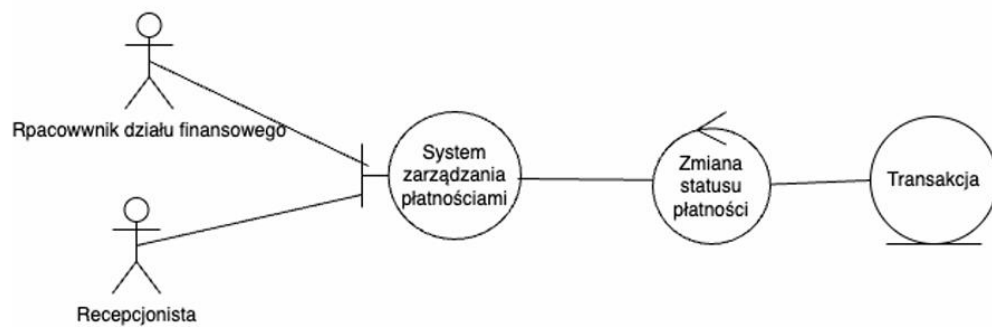 Rpacowwnik działu finansowego
System
zarządzania
płatnościami
Zmiana
statusu
płatności
Transakcja
Recepcjonista